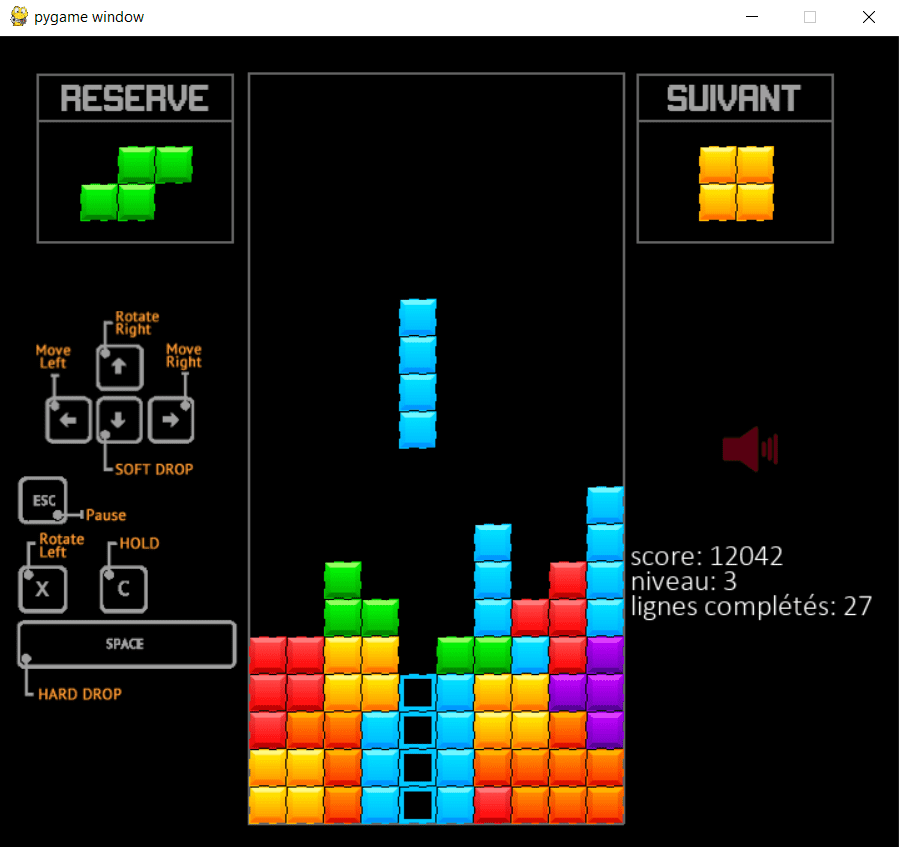 pygame window
RESERVE
SUIVANT
Rotate
Right
Move
Left
Move
Right
SOFT DROP
ESC
Pause
Rotate
Left
HOLD
X
C
SPACE
HARD DROP
score: 12042
niveau: 3
lignes complétés: 27